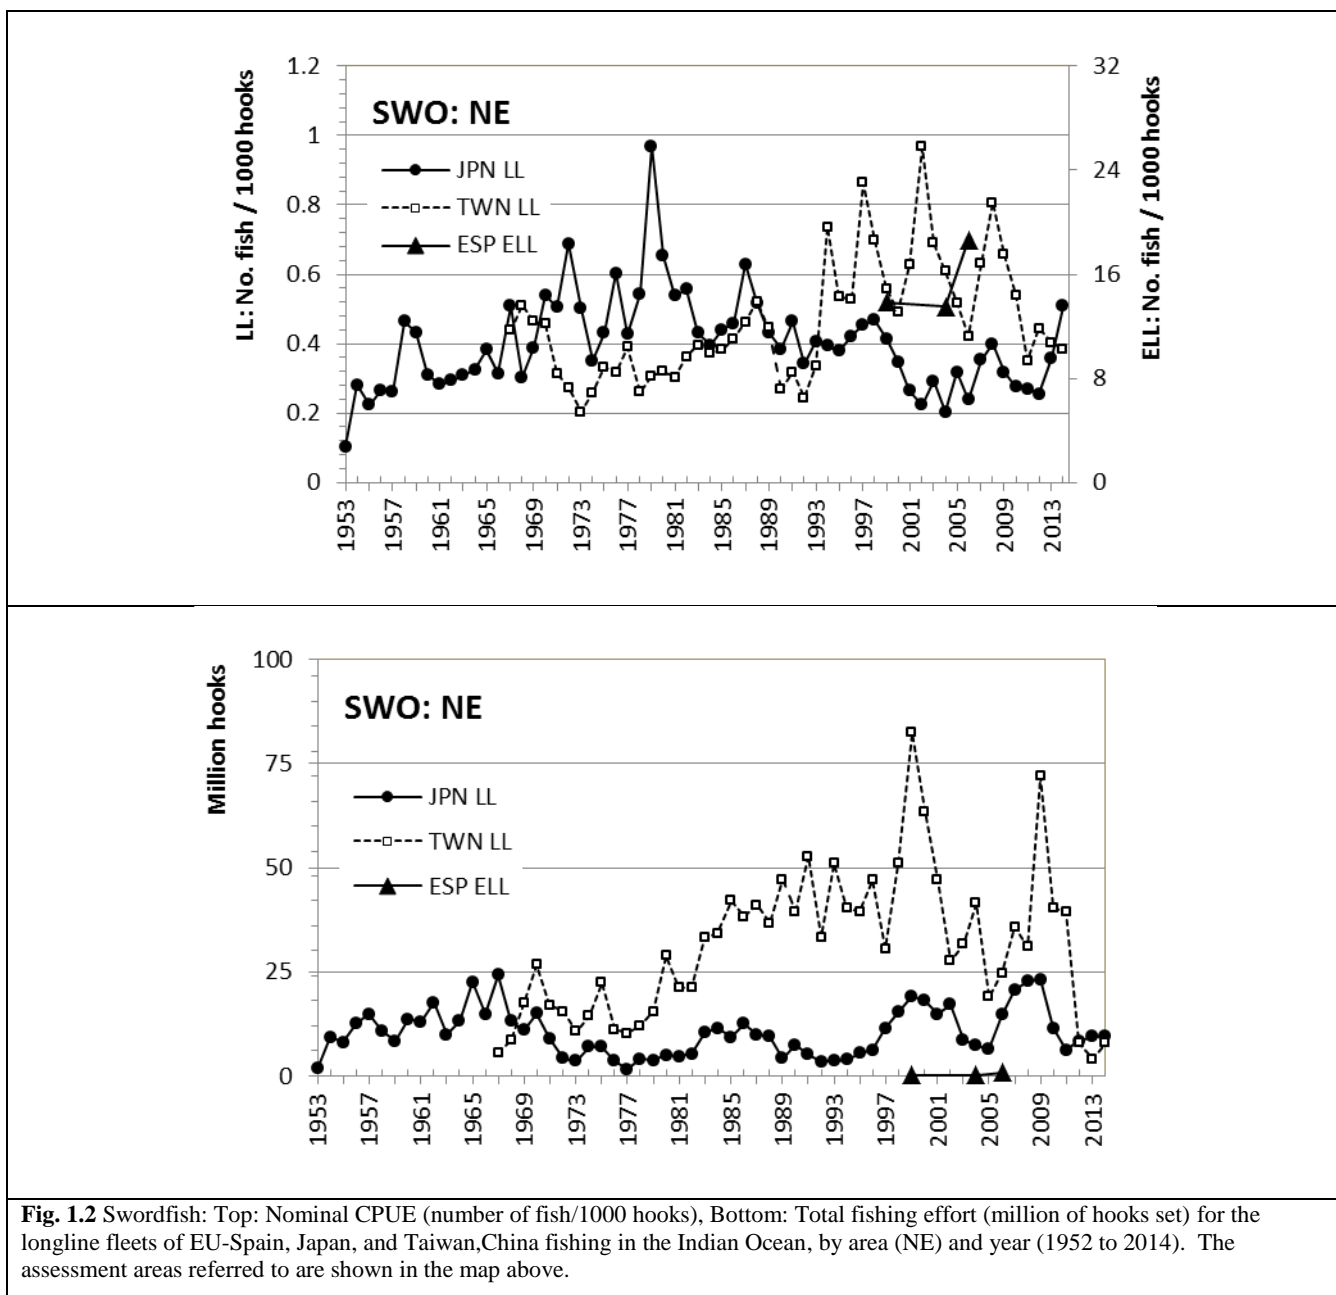 LL: No. fish / 1000 hooks
1.2
1
0.8
0.6
0.4
0.2
0
SWO: NE
JPN LL
TWN LL
ESP ELL
32
24
16
8
0
ELL: No. fish / 1000 hooks
1953 1957 1961 1965 1969 1973 1977 1981 1985 1989 1993 1997 2001 2005 2009 2013
Million hooks
100
75
50
25
0
SWO: NE
JPN LL
TWN LL
ESP ELL
1953 1957 1961 1965 1969 1973 1977 1981 1985 1989 1993 1997 2001 2005 2009 2013
Fig. 1.2 Swordfish: Top: Nominal CPUE (number of fish/1000 hooks), Bottom: Total fishing effort (million of hooks set) for the
longline fleets of EU-Spain, Japan, and Taiwan,China fishing in the Indian Ocean, by area (NE) and year (1952 to 2014). The
assessment areas referred to are shown in the map above.